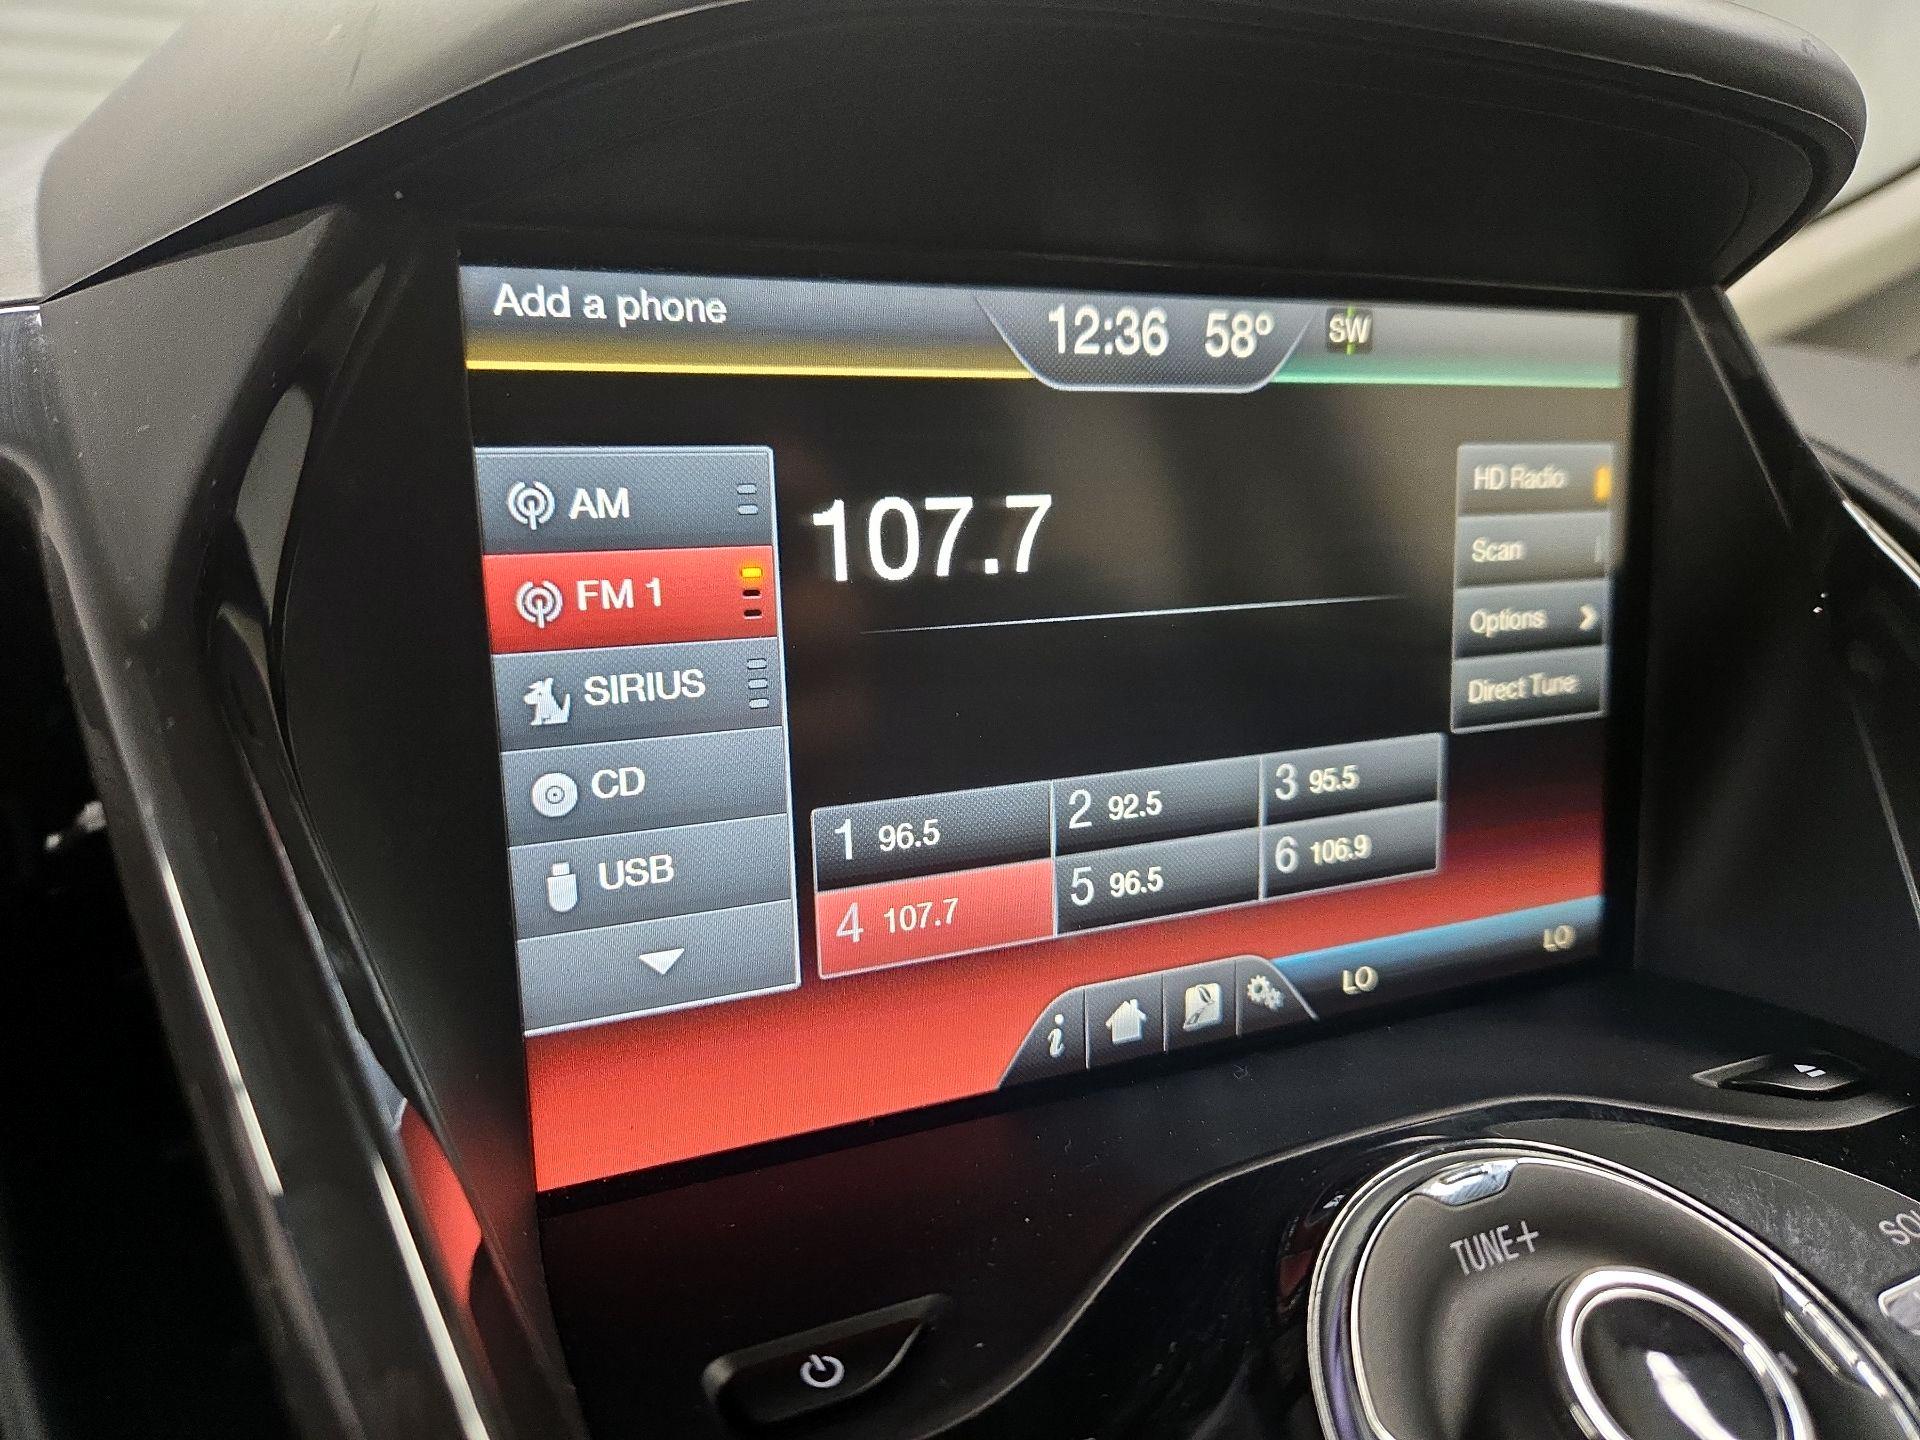 Add a phone
12:36 58° SW
AM
FM 1
SIRIUS
CD
USB
107.7
HD Radio
Scan
Options
Direct Tune
1 96.5
2 92.5
3 95.5
4 107.7
5 96.5
6 106.9
i
LO
LO
TUNE+